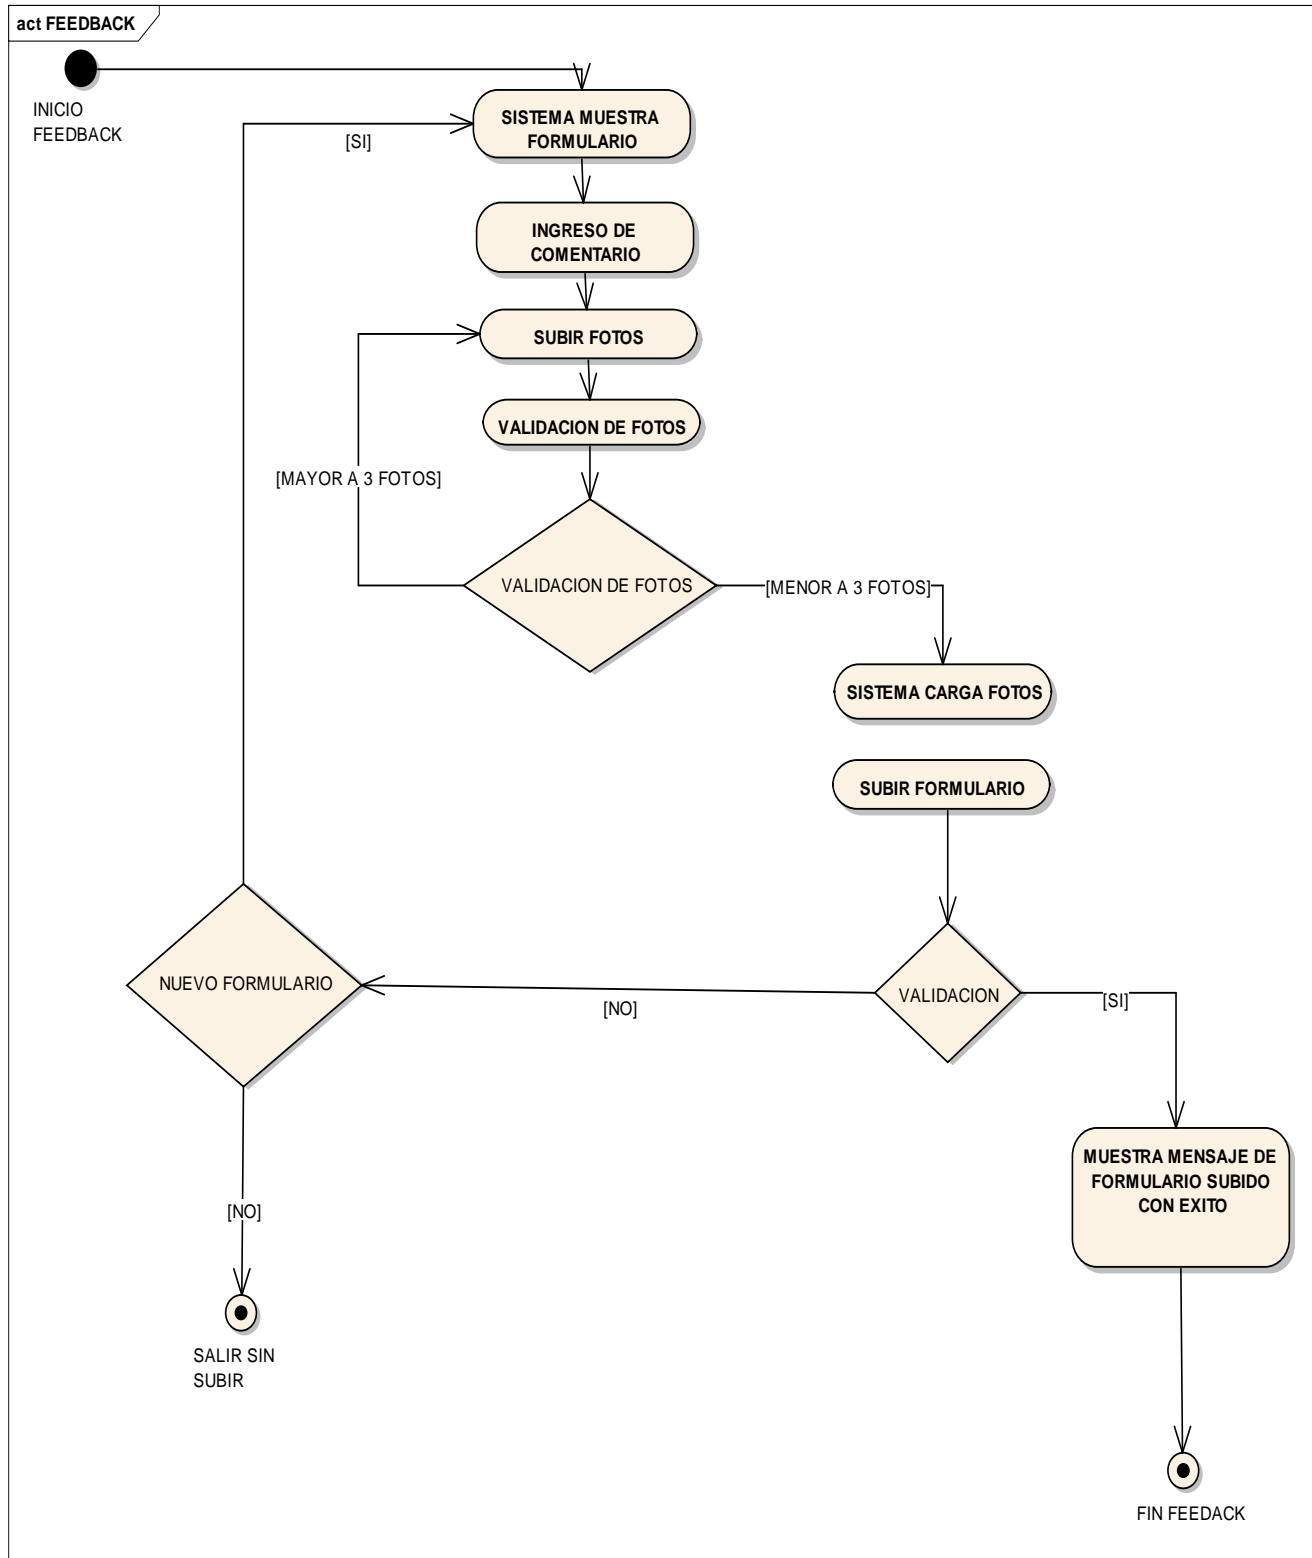 act FEEDBACK
INICIO
FEEDBACK
SISTEMA MUESTRA
FORMULARIO
[SI]
INGRESO DE
COMENTARIO
SUBIR FOTOS
VALIDACION DE FOTOS
[MAYOR A 3 FOTOS]
VALIDACION DE FOTOS
[MENOR A 3 FOTOS]
SISTEMA CARGA FOTOS
SUBIR FORMULARIO
NUEVO FORMULARIO
VALIDACION
[NO]
[SI]
MUESTRA MENSAJE DE
FORMULARIO SUBIDO
CON EXITO
[NO]
SALIR SIN
SUBIR
FIN FEEDACK